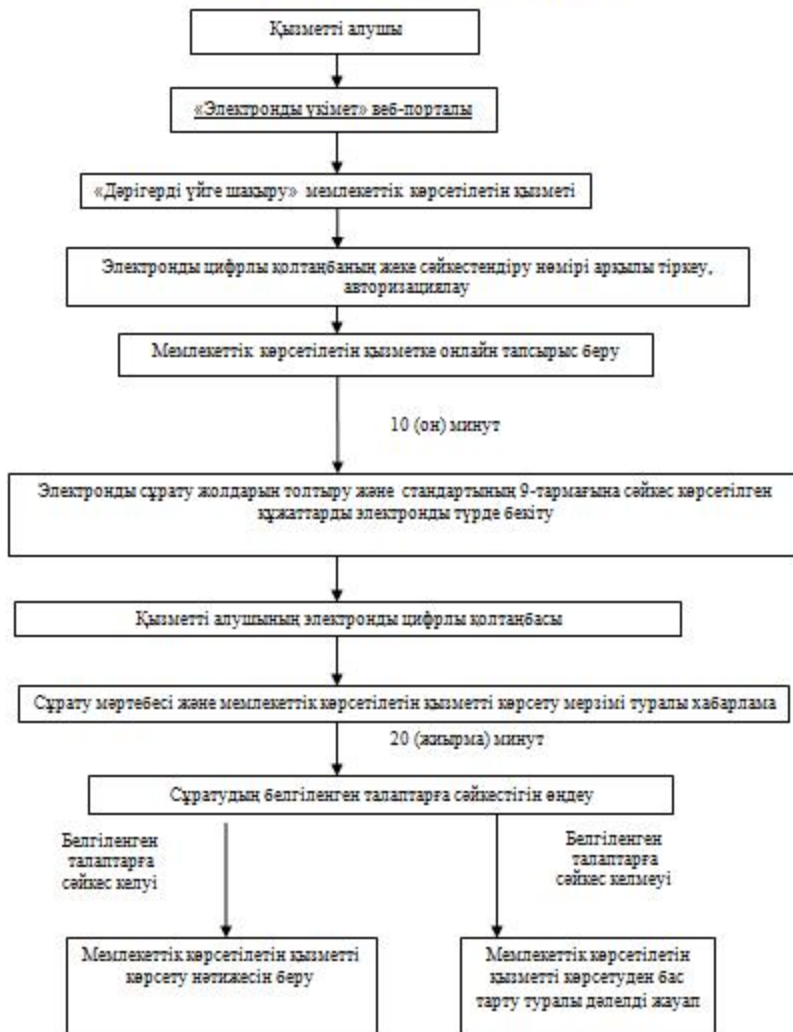 Қызметті алушы
«Электронды үкімет» веб-порталы
«Дәрігерді үйге шақыру» мемлекеттік көрсетілетін қызметі
Электронды цифрлы қолтаңбаның жеке сәйкестендіру нөмірі арқылы тіркеу,
авторизациялау
Мемлекеттік көрсетілетін қызметке онлайн тапсырыс беру
10 (он) минут
Электронды сұрату жолдарын толтыру және стандартының 9-тармағына сәйкес көрсетілген
құжаттарды электронды түрде бекіту
Қызметті алушының электронды цифрлы қолтаңбасы
Сұрату мәртебесі және мемлекеттік көрсетілетін қызметті көрсету мерзімі туралы хабарлама
20 (жиырма) минут
Сұратудың белгіленген талаптарға сәйкестігін өңдеу
Белгіленген
талаптарға
сәйкес келуі
Белгіленген
талаптарға
сәйкес келмеуі
Мемлекеттік көрсетілетін қызметті
көрсету нәтижесін беру
Мемлекеттік көрсетілетін
қызметті көрсетуден бас
тарту туралы дәлелді жауап